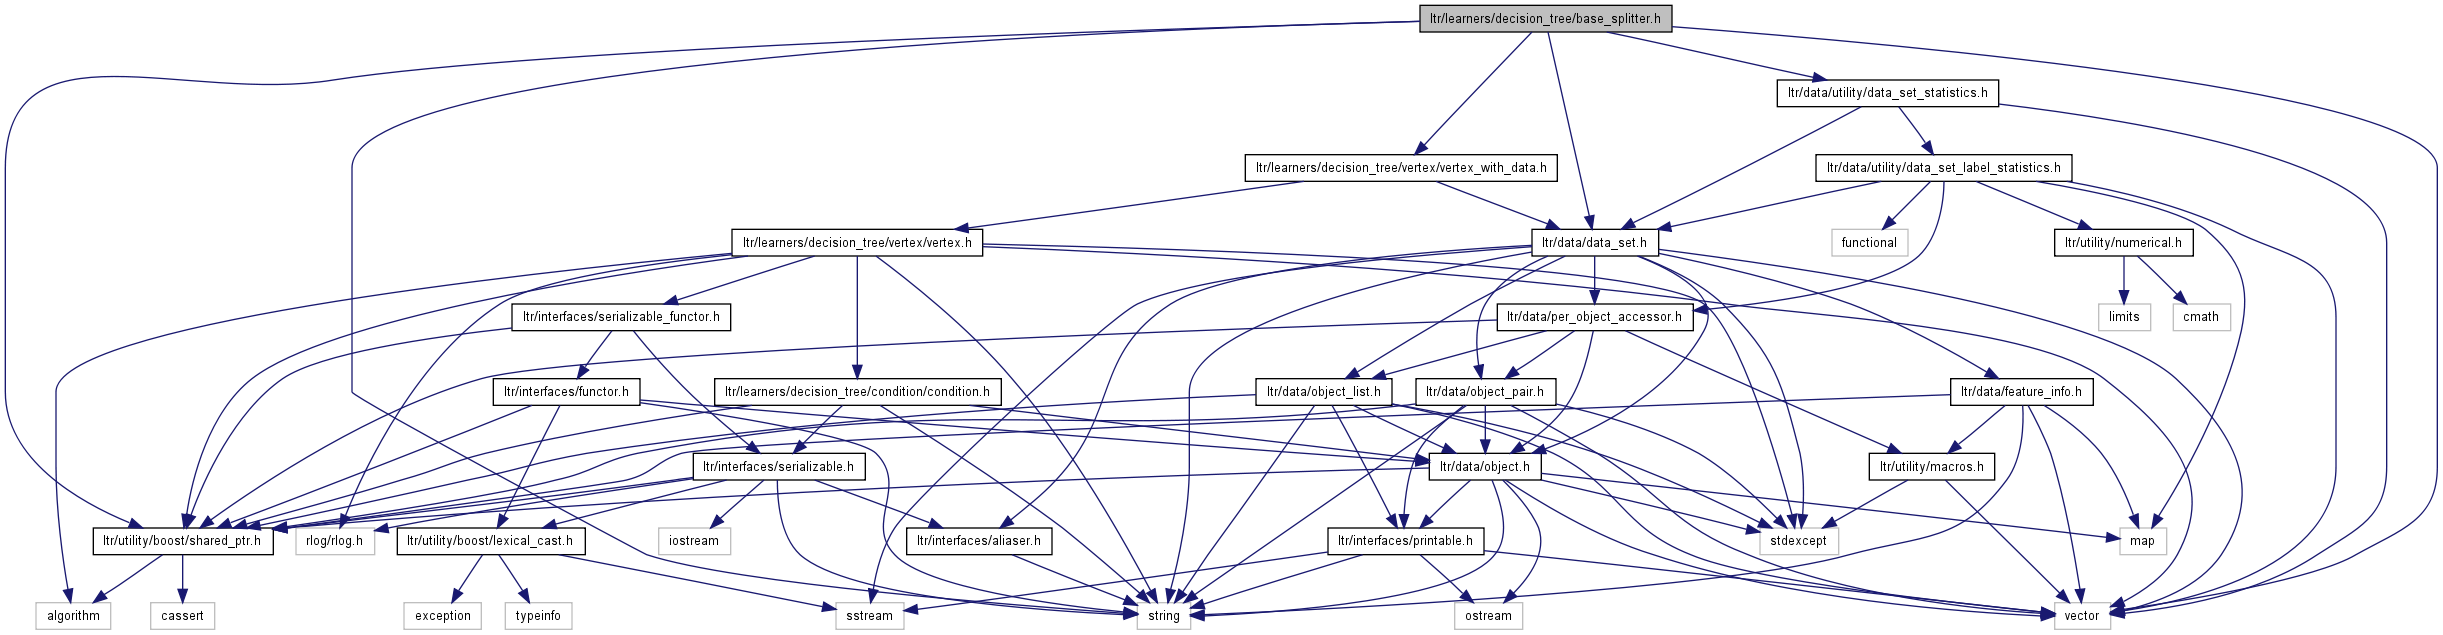 ltr/learners/decision_tree/base_splitter.h
ltr/data/utility/data_set_statistics.h
ltr/learners/decision_tree/vertex/vertex_with_data.h
ltr/data/utility/data_set_label_statistics.h
ltr/learners/decision_tree/vertex/vertex.h
ltr/data/data_set.h
functional
ltr/utility/numerical.h
ltr/interfaces/serializable_functor.h
ltr/data/per_object_accessor.h
limits
cmath
ltr/interfaces/functor.h
ltr/learners/decision_tree/condition/condition.h
ltr/data/object_list.h
ltr/data/object_pair.h
ltr/data/feature_info.h
ltr/interfaces/serializable.h
ltr/data/object.h
ltr/utility/macros.h
ltr/utility/boost/shared_ptr.h
rlog/rlog.h
ltr/utility/boost/lexical_cast.h
iostream
ltr/interfaces/aliaser.h
ltr/interfaces/printable.h
stdexcept
map
algorithm
cassert
exception
typeinfo
sstream
string
ostream
vector